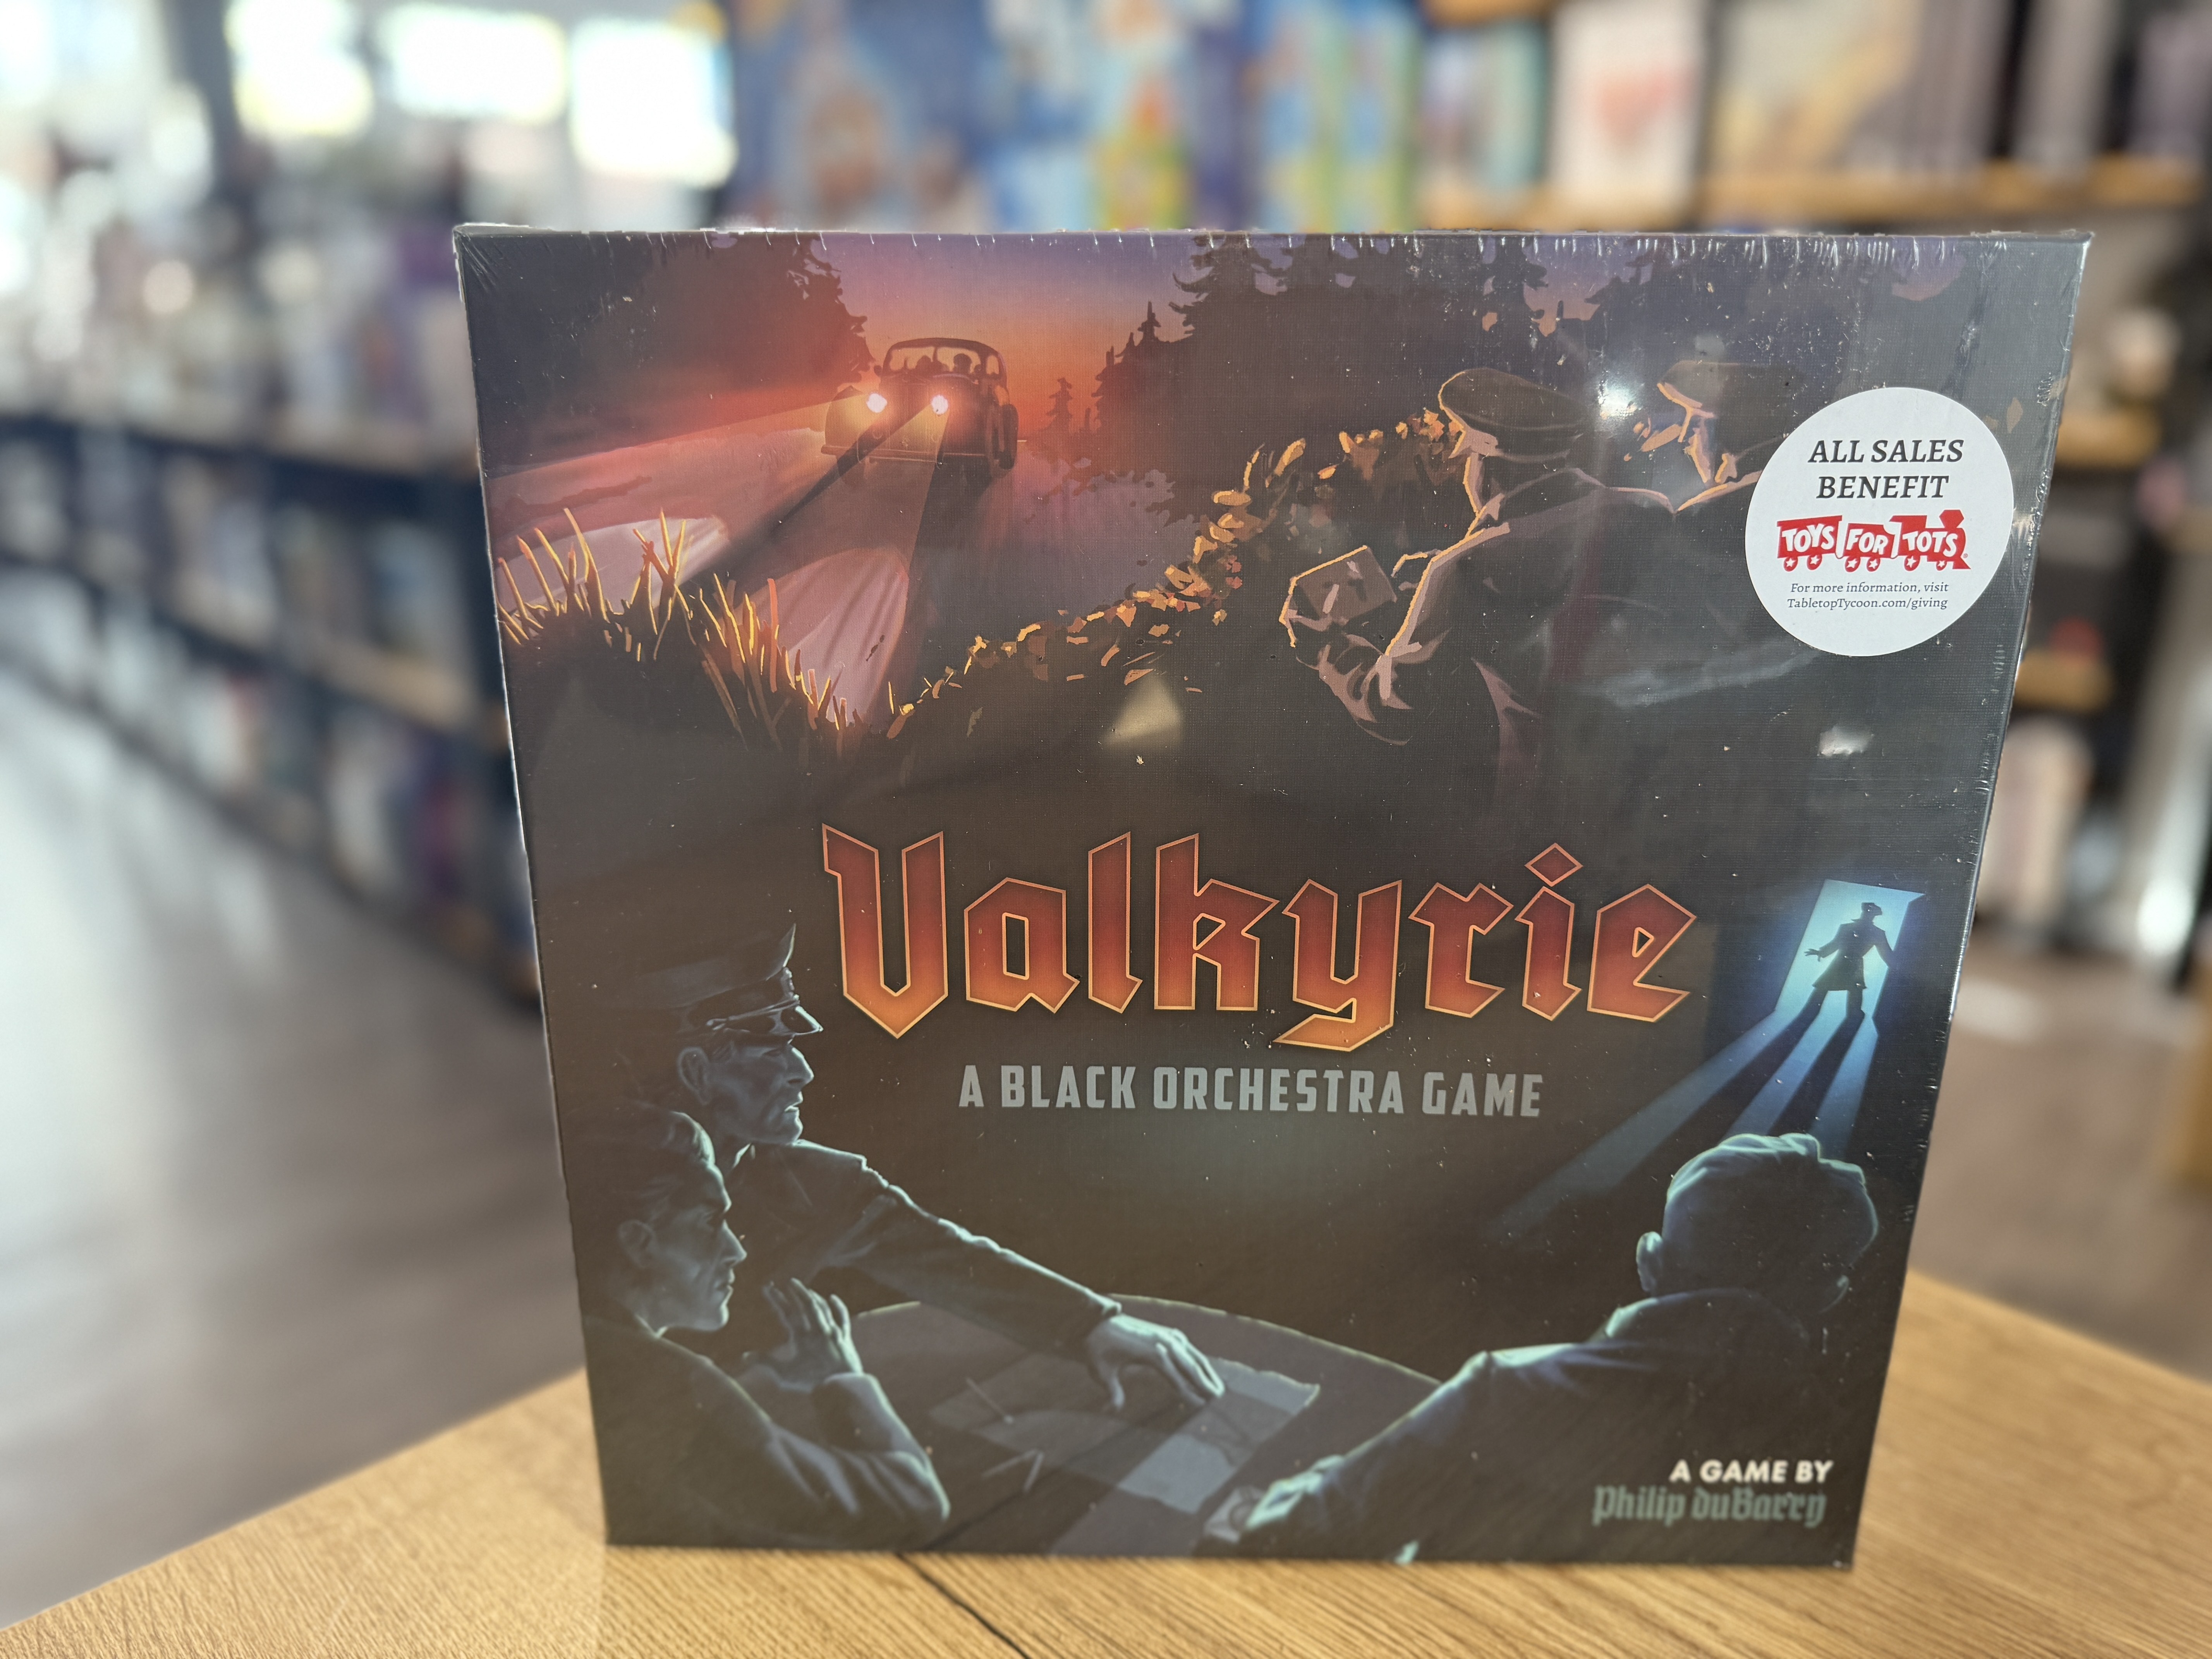 ALL SALES
BENEFIT
TOYS FOR TOTS
For more information, visit
TabletopTycoon.com/giving
Valkyrie
A BLACK ORCHESTRA GAME
A GAME BY
Philip duBarry